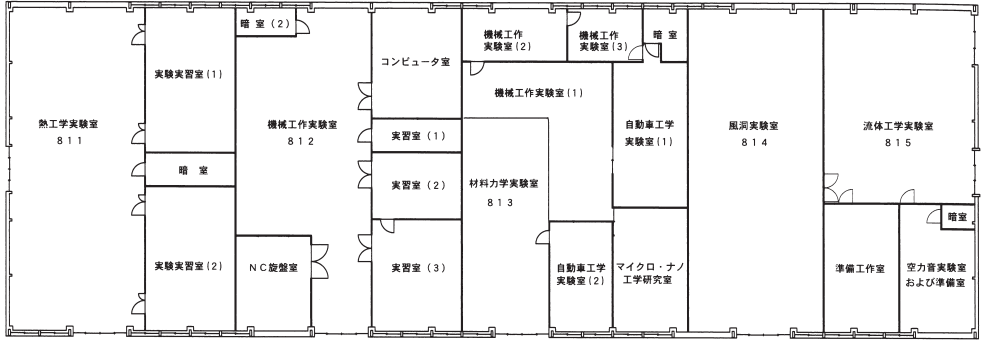 熱工学実験室
811
実験実習室(1)
暗 室
実験実習室(2)
暗 室(2)
機械工作実験室
812
NC旋盤室
コンピュータ室
実習室(1)
実習室(2)
実習室(3)
機械工作
実験室(2)
機械工作
実験室(3)
暗 室
機械工作実験室(1)
材料力学実験室
813
自動車工学
実験室(1)
自動車工学
実験室(2)
マイクロ・ナノ
工学研究室
風洞実験室
814
流体工学実験室
815
準備工作室
暗室
空力音実験室
および準備室